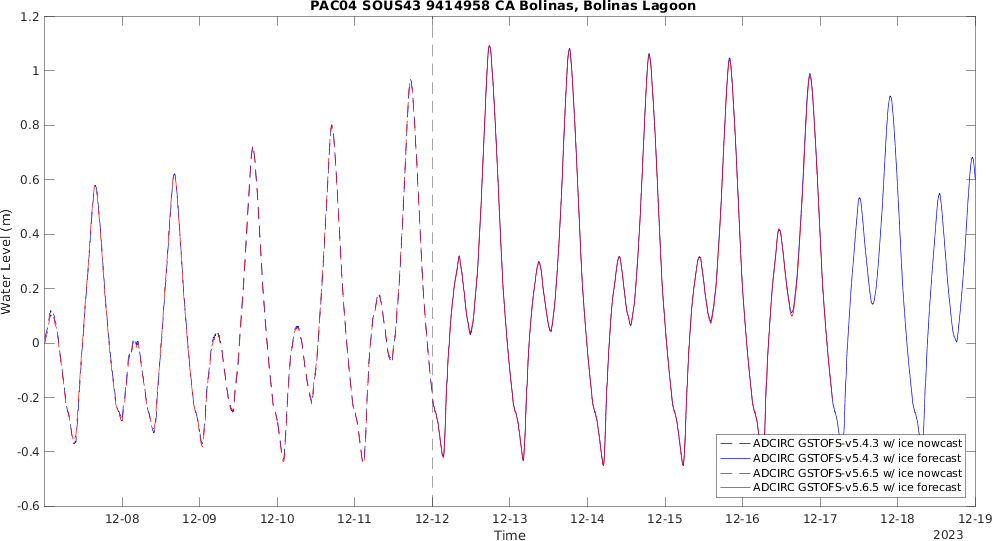 PAC04 SOUS43 9414958 CA Bolinas, Bolinas Lagoon
Water Level (m)
1.2
1
0.8
0.6
0.4
0.2
0
-0.2
-0.4
-0.6
ADCIRC GSTOFS-v5.4.3 w/ ice nowcast
ADCIRC GSTOFS-v5.4.3 w/ ice forecast
ADCIRC GSTOFS-v5.6.5 w/ ice nowcast
ADCIRC GSTOFS-v5.6.5 w/ ice forecast
12-08 12-09 12-10 12-11 12-12 12-13 12-14 12-15 12-16 12-17 12-18 12-19
Time
2023